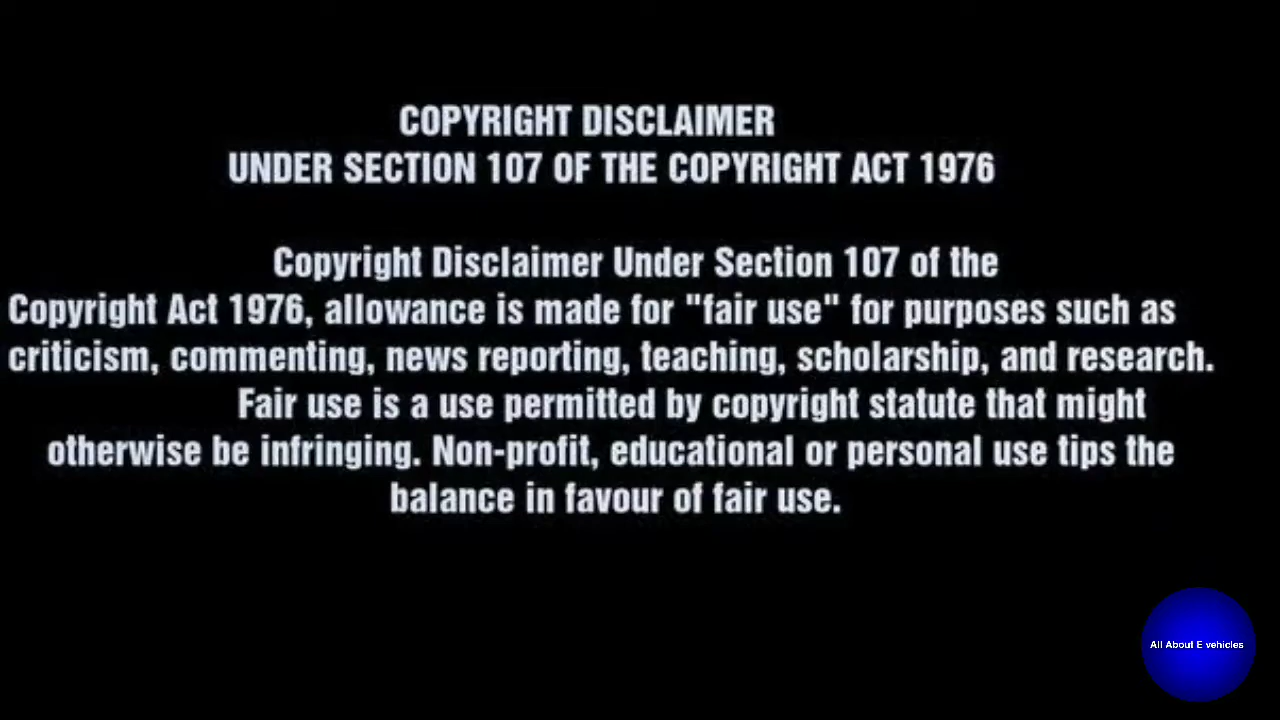 COPYRIGHT DISCLAIMER
UNDER SECTION 107 OF THE COPYRIGHT ACT 1976
Copyright Disclaimer Under Section 107 of the
Copyright Act 1976, allowance is made for "fair use" for purposes such as
criticism, commenting, news reporting, teaching, scholarship, and research.
Fair use is a use permitted by copyright statute that might
otherwise be infringing. Non-profit, educational or personal use tips the
balance in favour of fair use.
All About E vehicles